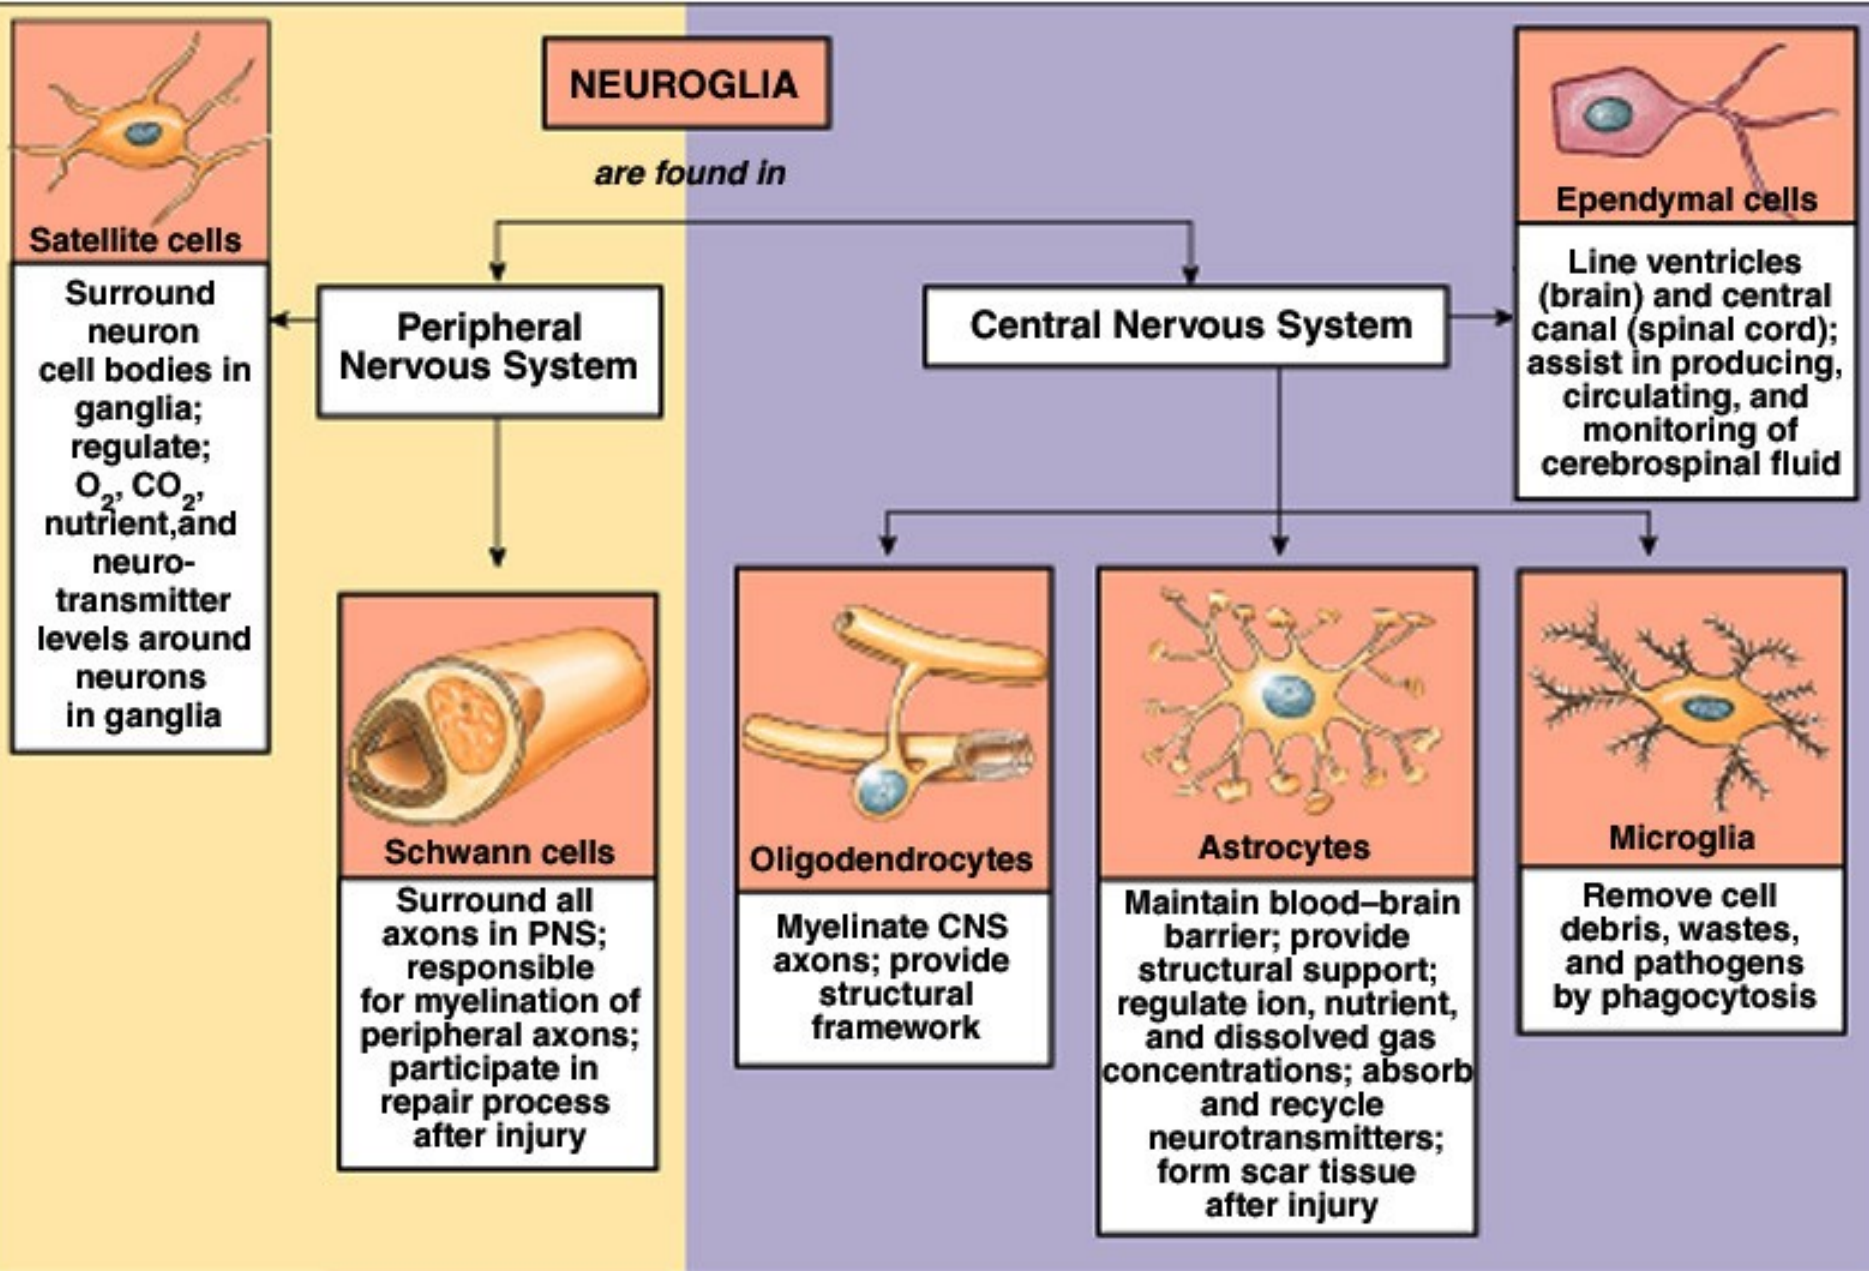 NEUROGLIA
are found in
Satellite cells
Surround
neuron
cell bodies in
ganglia;
regulate;
O₂, CO₂,
nutrient,and
neuro-
transmitter
levels around
neurons
in ganglia
Peripheral
Nervous System
Schwann cells
Surround all
axons in PNS;
responsible
for myelination of
peripheral axons;
participate in
repair process
after injury
Central Nervous System
Ependymal cells
Line ventricles
(brain) and central
canal (spinal cord);
assist in producing,
circulating, and
monitoring of
cerebrospinal fluid
Oligodendrocytes
Myelinate CNS
axons; provide
structural
framework
Astrocytes
Maintain blood–brain
barrier; provide
structural support;
regulate ion, nutrient,
and dissolved gas
concentrations; absorb
and recycle
neurotransmitters;
form scar tissue
after injury
Microglia
Remove cell
debris, wastes,
and pathogens
by phagocytosis